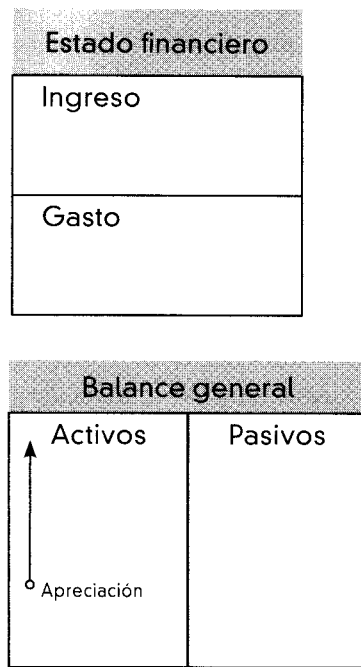 Estado financiero
Ingreso
Gasto
Balance general
Activos
Pasivos
Apreciación